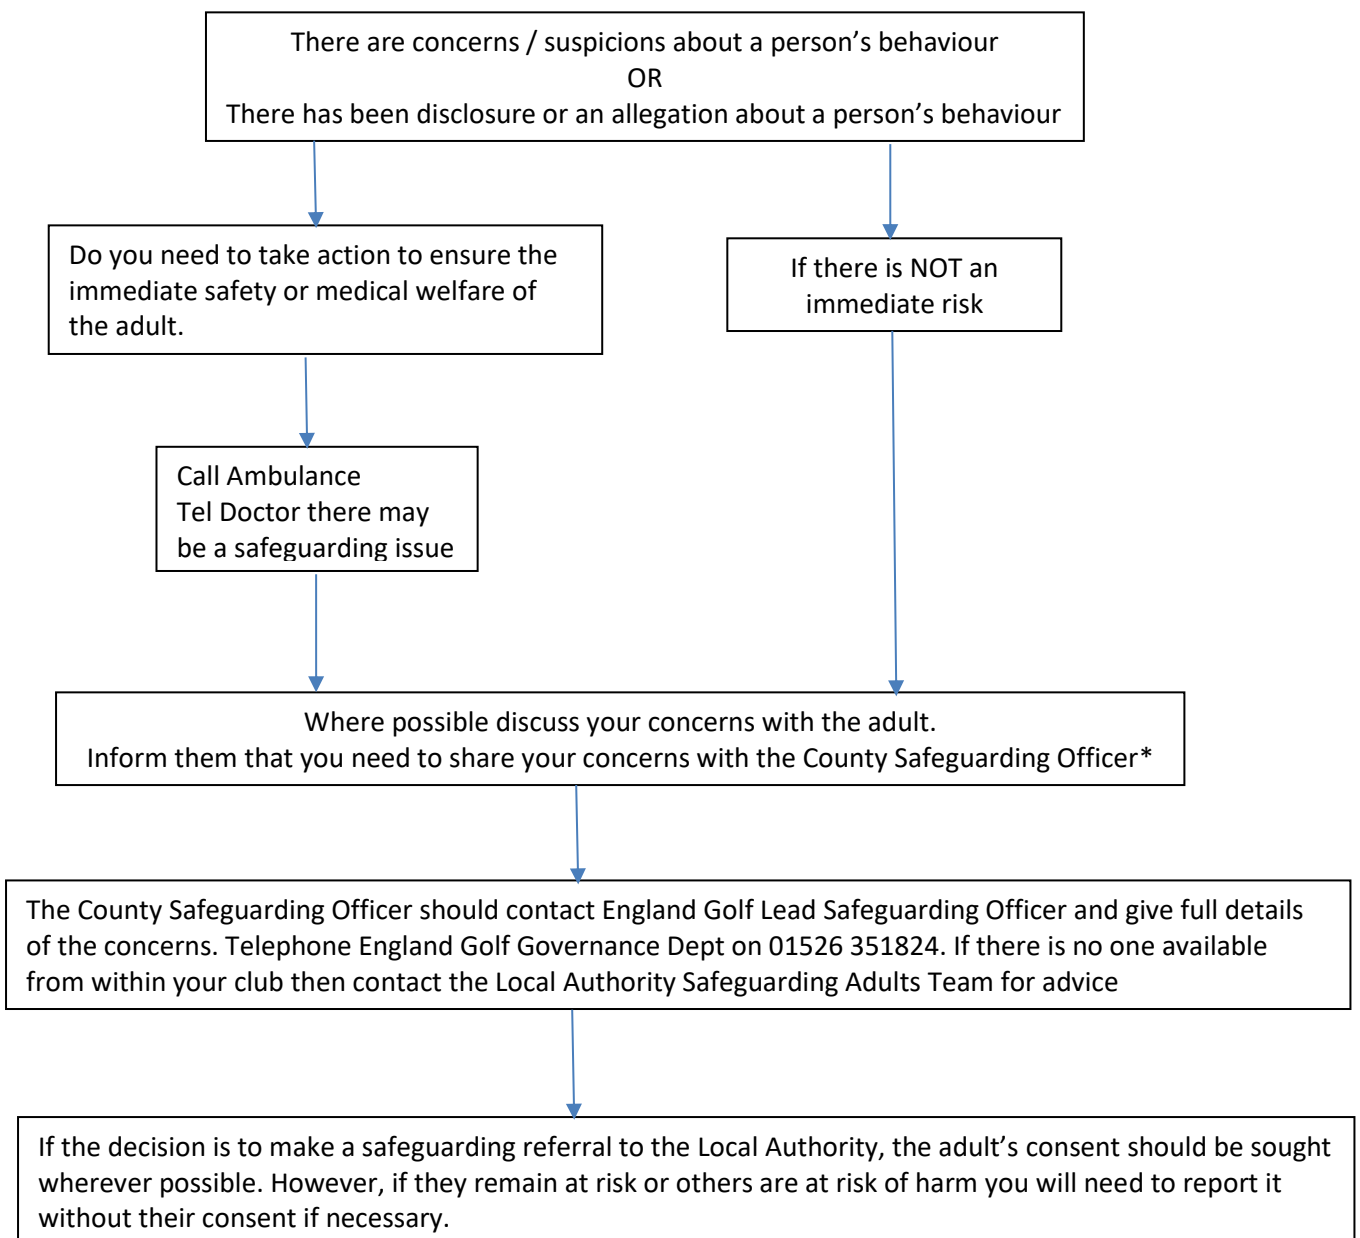 There are concerns / suspicions about a person’s behaviour
OR
There has been disclosure or an allegation about a person’s behaviour
Do you need to take action to ensure the
immediate safety or medical welfare of
the adult.
If there is NOT an
immediate risk
Call Ambulance
Tel Doctor there may
be a safeguarding issue
Where possible discuss your concerns with the adult.
Inform them that you need to share your concerns with the County Safeguarding Officer*
The County Safeguarding Officer should contact England Golf Lead Safeguarding Officer and give full details
of the concerns. Telephone England Golf Governance Dept on 01526 351824. If there is no one available
from within your club then contact the Local Authority Safeguarding Adults Team for advice
If the decision is to make a safeguarding referral to the Local Authority, the adult’s consent should be sought
wherever possible. However, if they remain at risk or others are at risk of harm you will need to report it
without their consent if necessary.